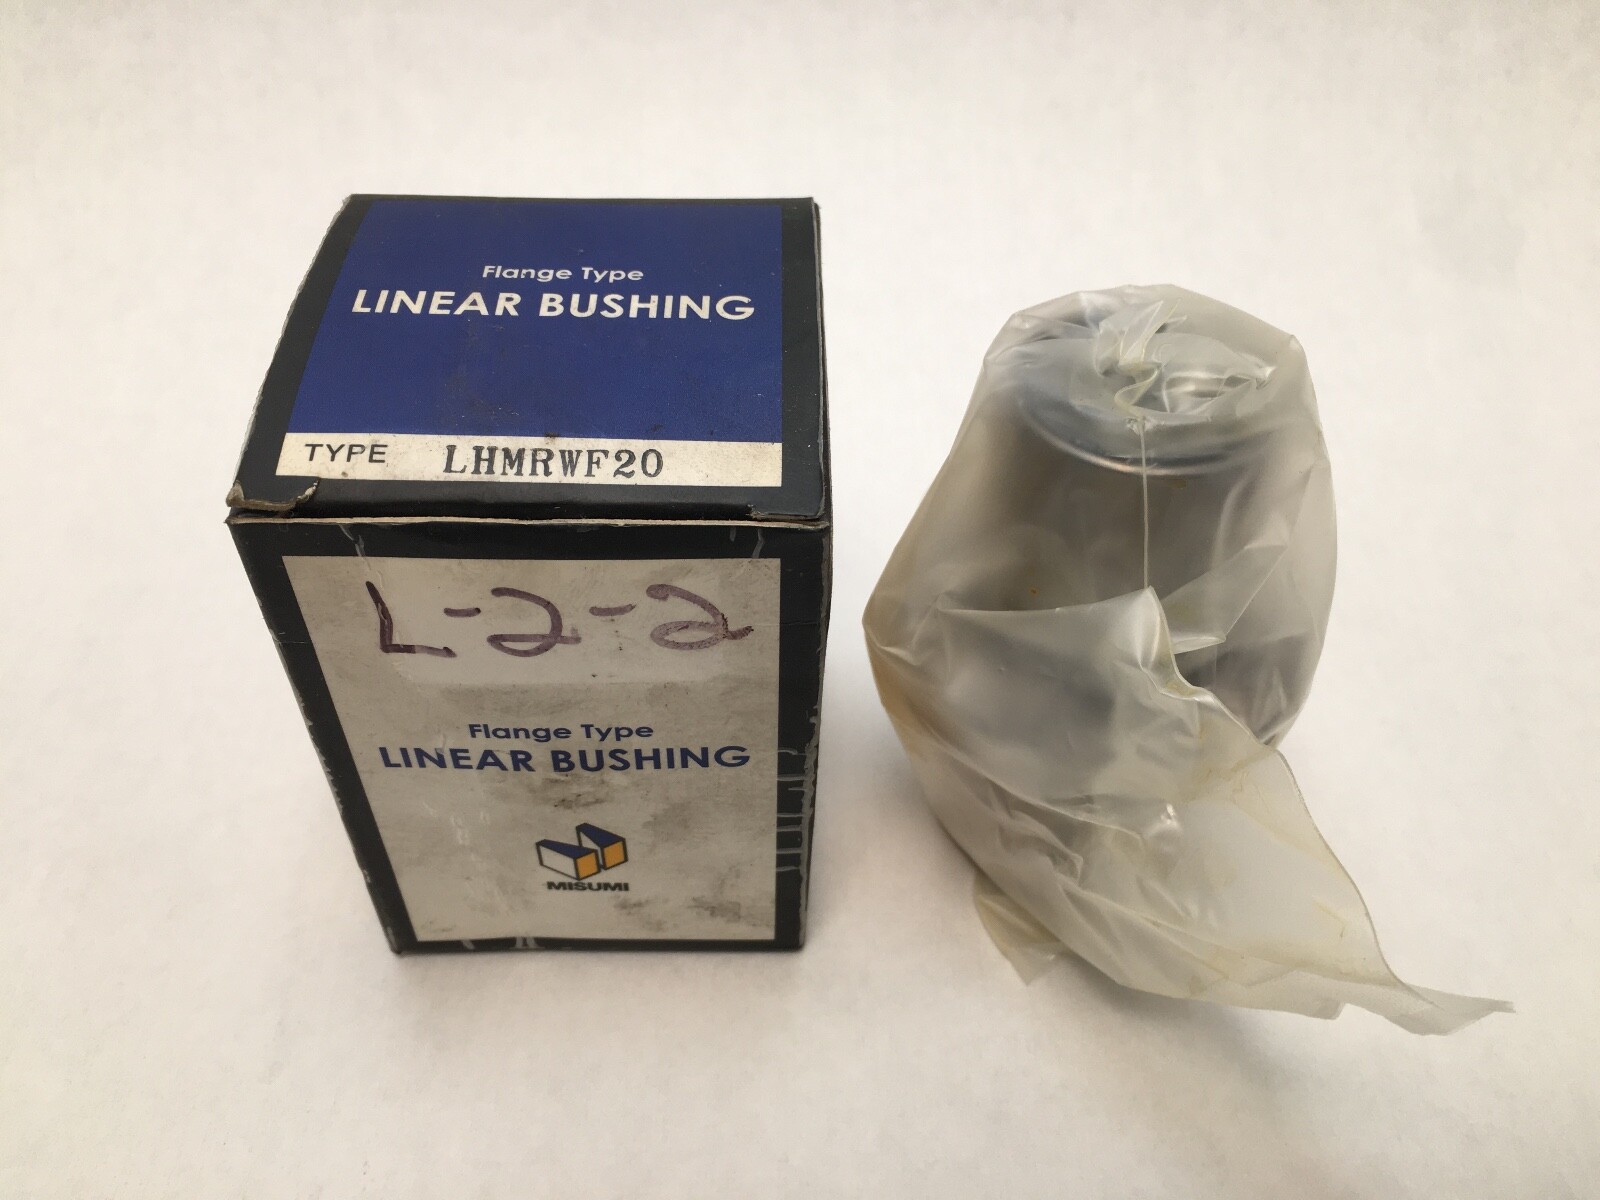 Flange Type
LINEAR BUSHING
TYPE LHMRWF20
L-2-2
Flange Type
LINEAR BUSHING
MISUMI